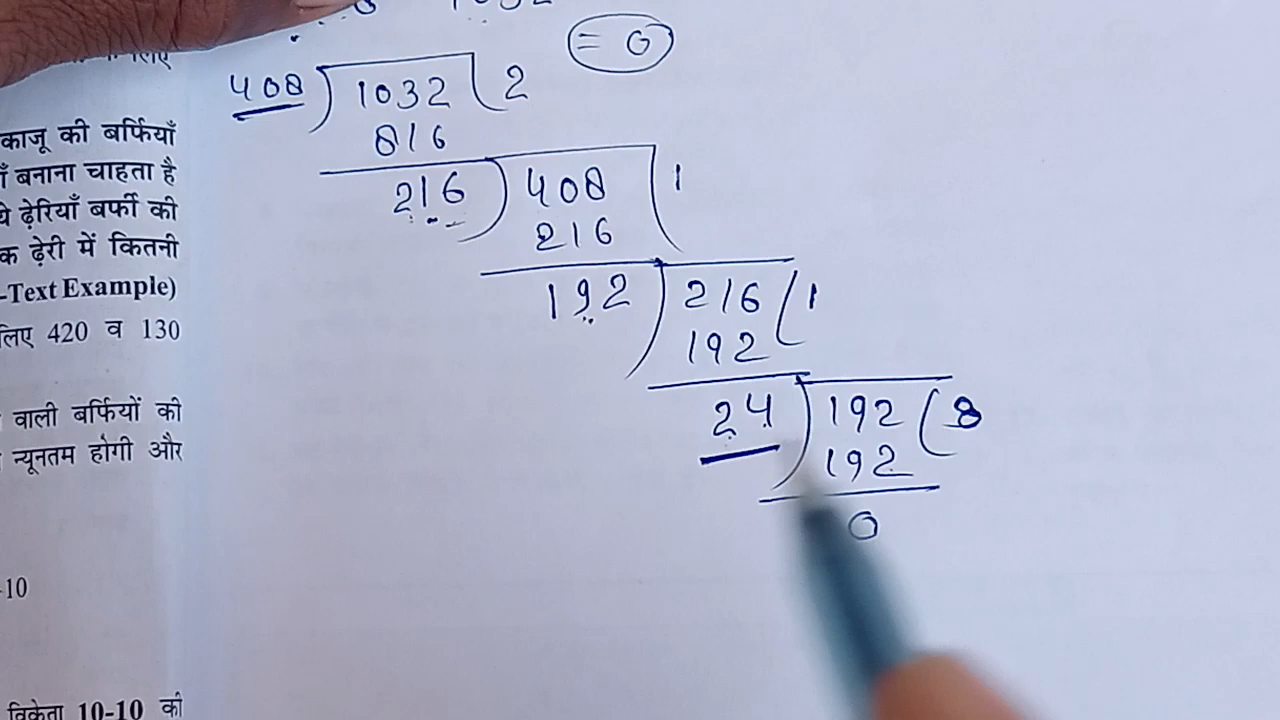 = 0
408 ) 1032 ( 2
816
216 ) 408 ( 1
216
192 ) 216 ( 1
192
24 ) 192 ( 8
192
0
काजू की बर्फियाँ
बनाना चाहता है
ढ़ेरियाँ बर्फी की
ढ़ेरी में कितनी
-Text Example)
लिए 420 व 130
वाली बर्फियों की
न्यूनतम होगी और
-10
विक्रेता 10-10 की